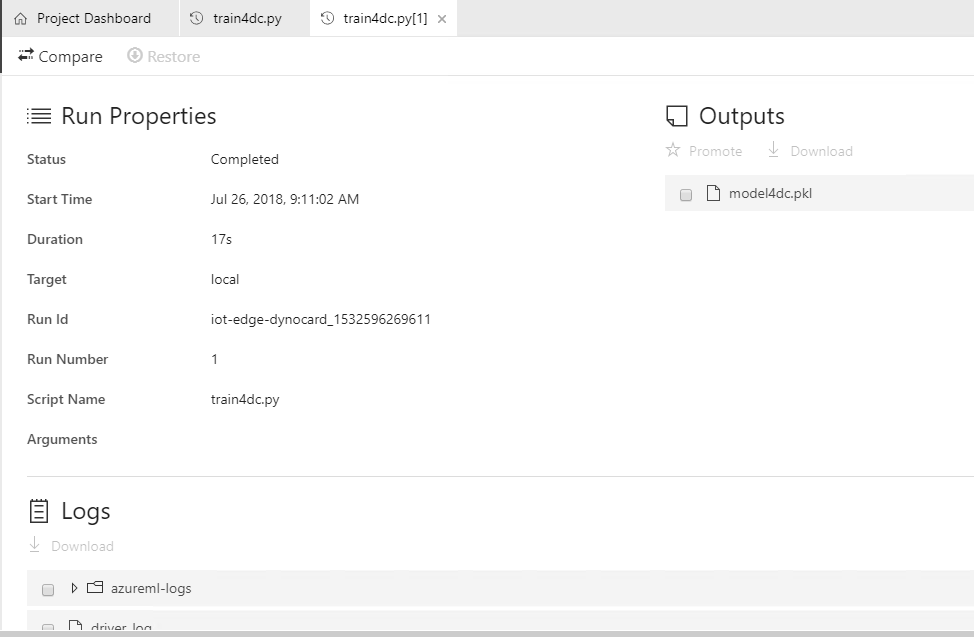 Project Dashboard train4dc.py train4dc.py[1]
Compare Restore
Run Properties
Status Completed
Start Time Jul 26, 2018, 9:11:02 AM
Duration 17s
Target local
Run Id iot-edge-dynocard_1532596269611
Run Number 1
Script Name train4dc.py
Arguments
Outputs
Promote Download
model4dc.pkl
Logs
Download
azureml-logs
driver_log